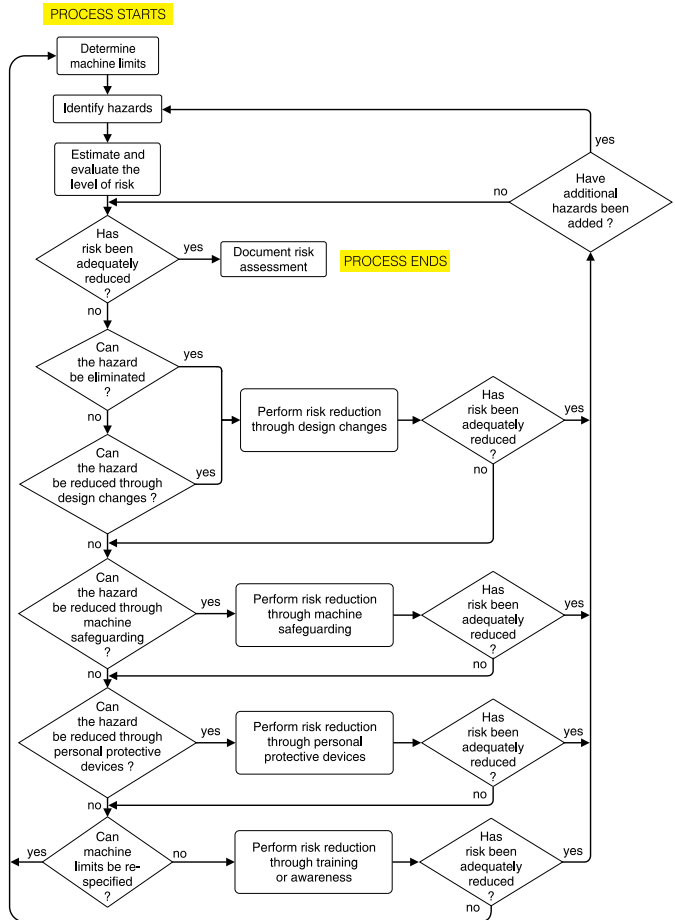 PROCESS STARTS
Determine
machine limits
Identify hazards
yes
Estimate and
evaluate the
level of risk
no
Have
additional
hazards been
added ?
Has
risk been
adequately
reduced
?
yes
Document risk
assessment
PROCESS ENDS
no
Can
the hazard
be eliminated
?
yes
no
Perform risk reduction
through design changes
Has
risk been
adequately
reduced
?
yes
no
Can
the hazard
be reduced through
design changes ?
yes
no
Can
the hazard
be reduced through
machine
safeguarding
?
yes
Perform risk reduction
through machine
safeguarding
Has
risk been
adequately
reduced
?
yes
no
no
Can
the hazard
be reduced through
personal protective
devices ?
yes
Perform risk reduction
through personal
protective devices
Has
risk been
adequately
reduced
?
yes
no
no
Can
machine
limits be re-
specified
?
yes
no
Perform risk reduction
through training
or awareness
Has
risk been
adequately
reduced
?
yes
no